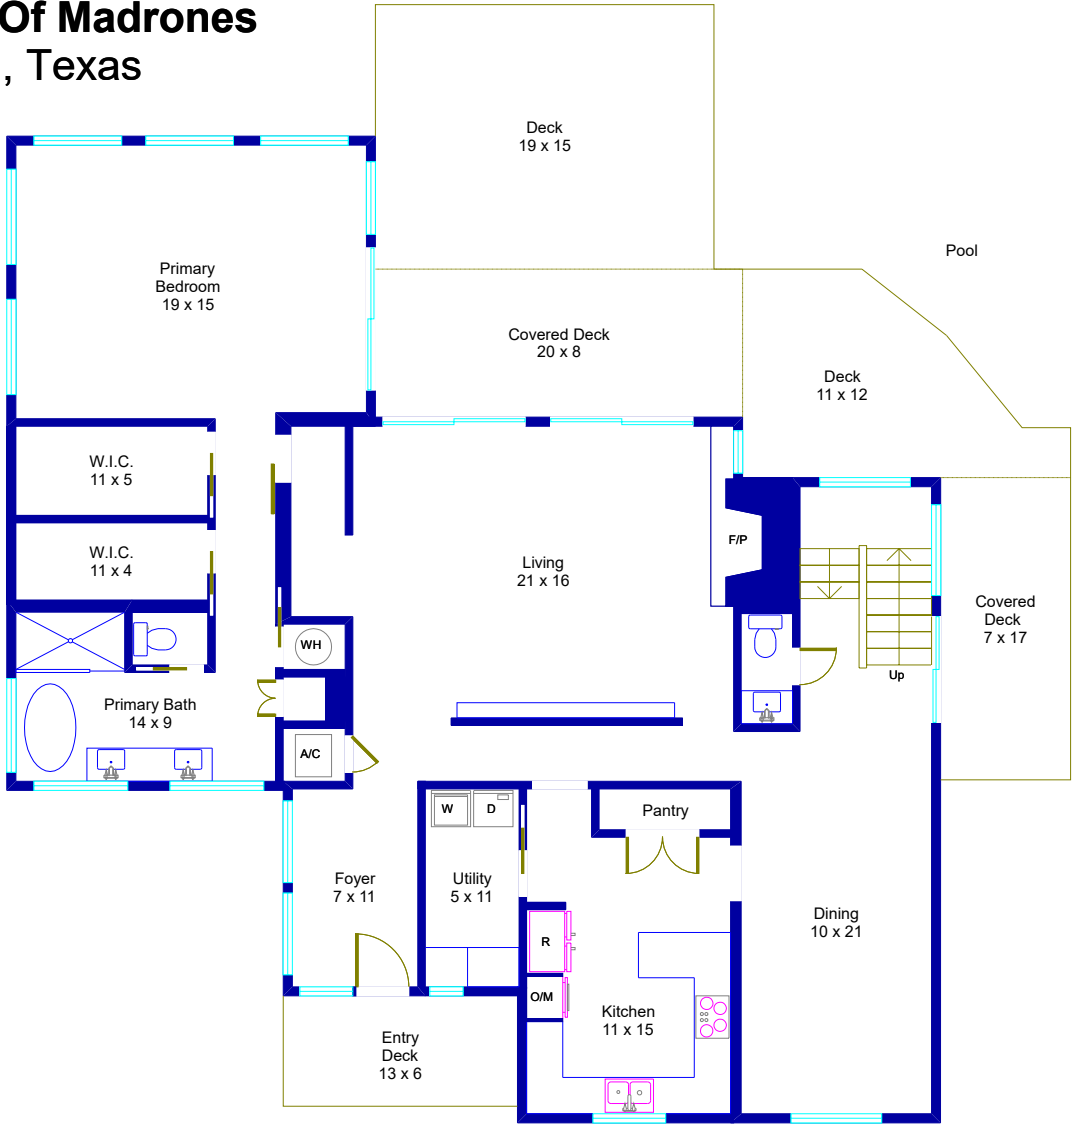 Of Madrones
, Texas
Deck
19 x 15
Pool
Primary
Bedroom
19 x 15
Covered Deck
20 x 8
Deck
11 x 12
W.I.C.
11 x 5
W.I.C.
11 x 4
Living
21 x 16
F/P
Covered
Deck
7 x 17
WH
Up
Primary Bath
14 x 9
A/C
W
D
Pantry
Foyer
7 x 11
Utility
5 x 11
Dining
10 x 21
R
O/M
Kitchen
11 x 15
Entry
Deck
13 x 6